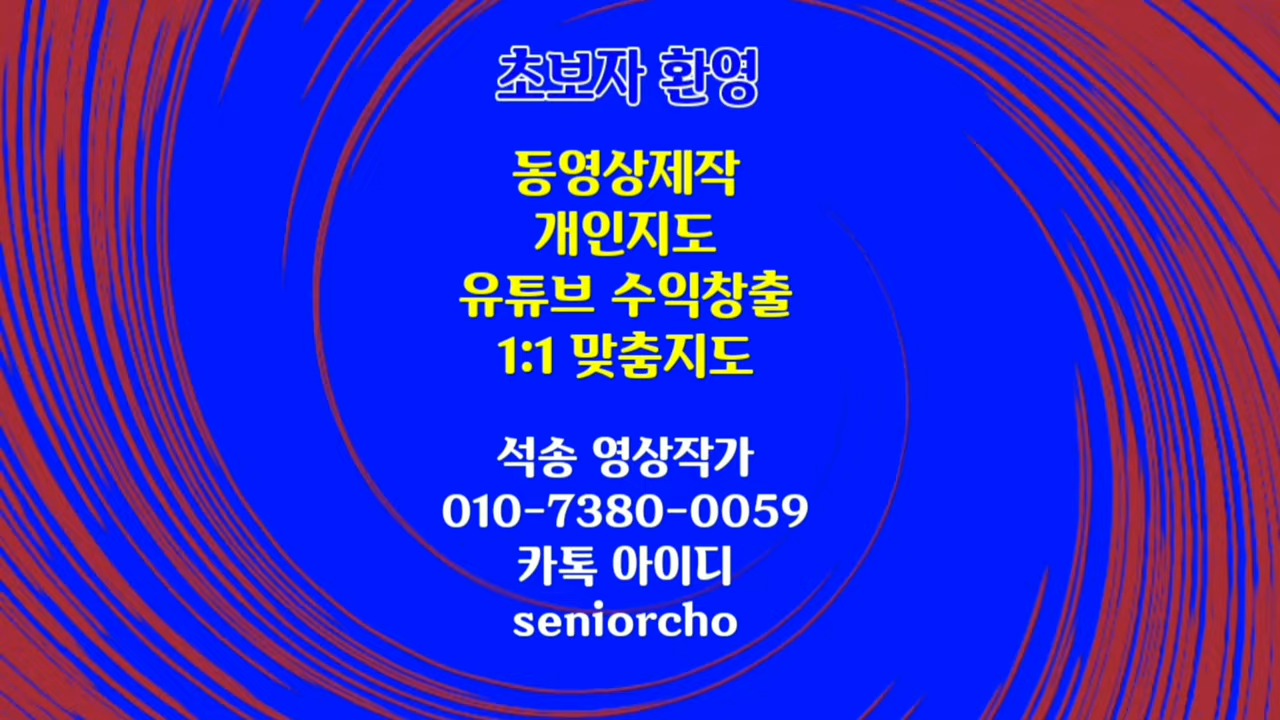 초보자 환영
동영상제작
개인지도
유튜브 수익창출
1:1 맞춤지도
석송 영상작가
010-7380-0059
카톡 아이디
seniorcho